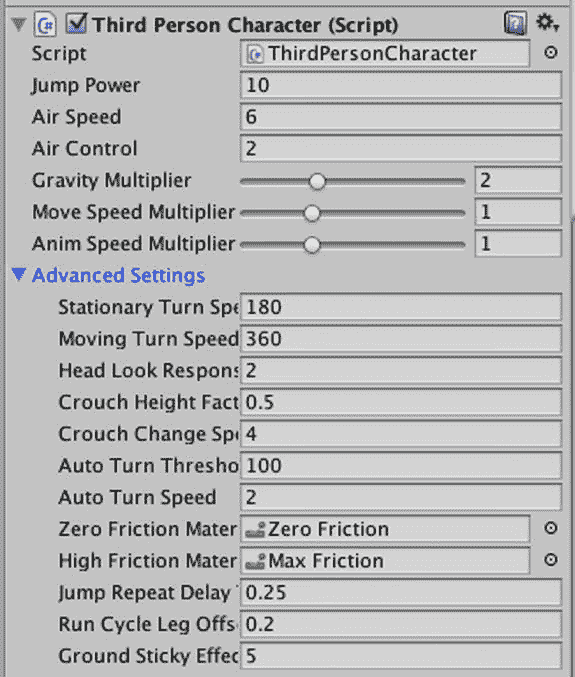 Third Person Character (Script)
Script ThirdPersonCharacter
Jump Power 10
Air Speed 6
Air Control 2
Gravity Multiplier 2
Move Speed Multiplier 1
Anim Speed Multiplier 1
Advanced Settings
Stationary Turn Spe 180
Moving Turn Speed 360
Head Look Respons 2
Crouch Height Fact 0.5
Crouch Change Spe 4
Auto Turn Thresho 100
Auto Turn Speed 2
Zero Friction Mater Zero Friction
High Friction Mater Max Friction
Jump Repeat Delay 0.25
Run Cycle Leg Offs 0.2
Ground Sticky Effec 5